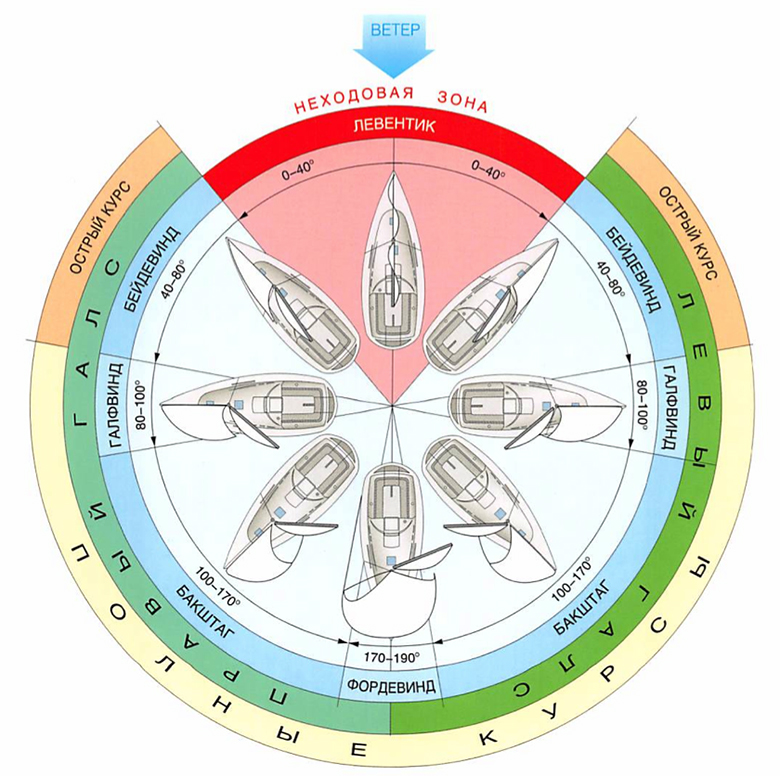 ВЕТЕР
НЕХОДОВАЯ ЗОНА
ЛЕВЕНТИК
0–40°
0–40°
ОСТРЫЙ КУРС
ОСТРЫЙ КУРС
БЕЙДЕВИНД
БЕЙДЕВИНД
40–80°
40–80°
ГАЛФВИНД
80–100°
80–100°
ГАЛФВИНД
100–170°
100–170°
БАКШТАГ
БАКШТАГ
170–190°
ФОРДЕВИНД
ПРАВЫЙ ГАЛС
ЛЕВЫЙ ГАЛС
ПОЛНЫЕ КУРСЫ